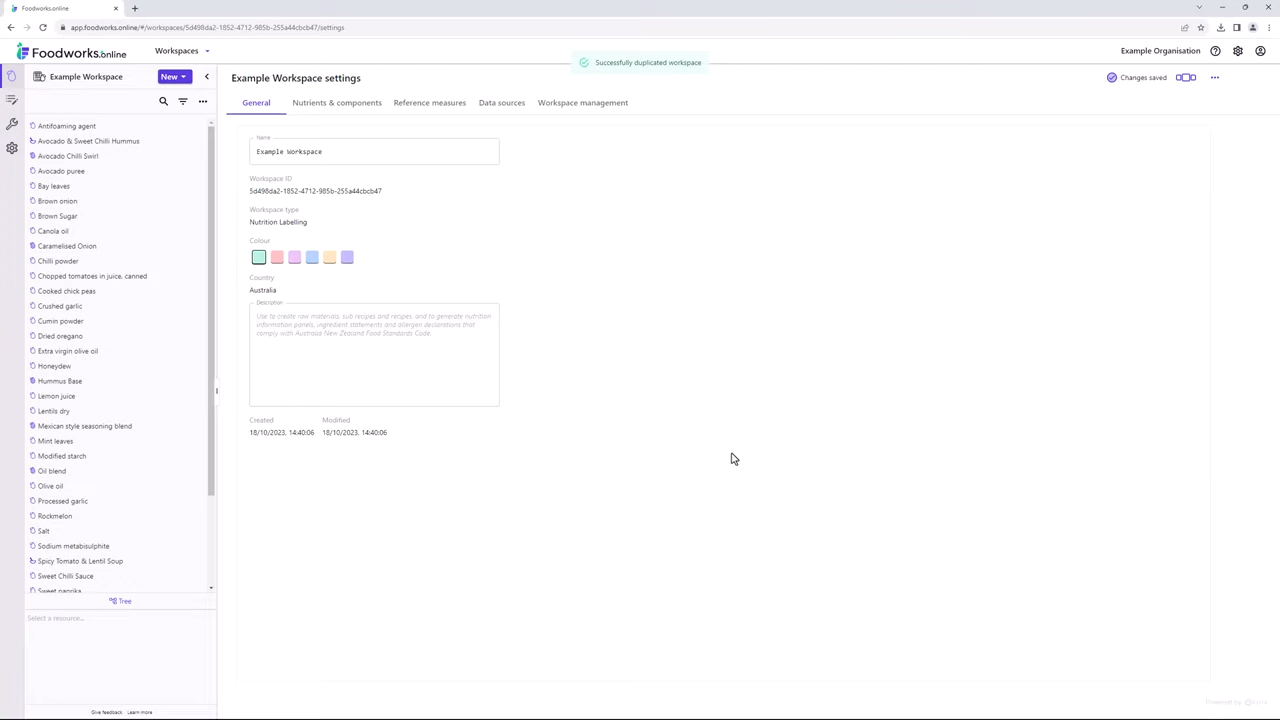 app.foodworks.online/#/workspaces/5d498da2-1852-4712-985b-255a44cbcb47/settings
Foodworks.online
Workspaces
Successfully duplicated workspace
Example Organisation
Example Workspace
New
Example Workspace settings
Changes saved
General
Nutrients & components
Reference measures
Data sources
Workspace management
Antifoaming agent
Avocado & Sweet Chilli Hummus
Avocado Chilli Swirl
Avocado puree
Bay leaves
Brown onion
Brown Sugar
Canola oil
Caramelised Onion
Chilli powder
Chopped tomatoes in juice, canned
Cooked chick peas
Crushed garlic
Cumin powder
Dried oregano
Extra virgin olive oil
Honeydew
Hummus Base
Lemon juice
Lentils dry
Mexican style seasoning blend
Mint leaves
Modified starch
Oil blend
Olive oil
Processed garlic
Rockmelon
Salt
Sodium metabisulphite
Spicy Tomato & Lentil Soup
Sweet Chilli Sauce
Sweet paprika
Tree
Select a resource...
Give feedback Learn more
Name
Example Workspace
Workspace ID
5d498da2-1852-4712-985b-255a44cbcb47
Workspace type
Nutrition Labelling
Colour
Country
Australia
Description
Use to create raw materials, sub recipes and recipes, and to generate nutrition
information panels, ingredient statements and allergen declarations that
comply with Australia New Zealand Food Standards Code.
Created Modified
18/10/2023, 14:40:06 18/10/2023, 14:40:06
Powered by